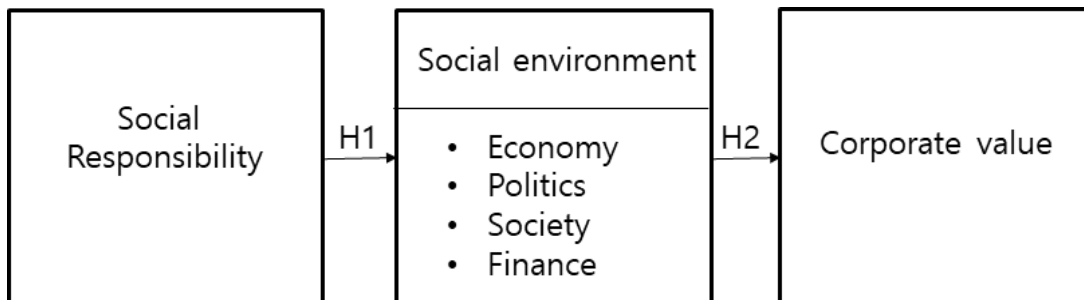 Social
Responsibility
H1
Social environment
• Economy
• Politics
• Society
• Finance
H2
Corporate value